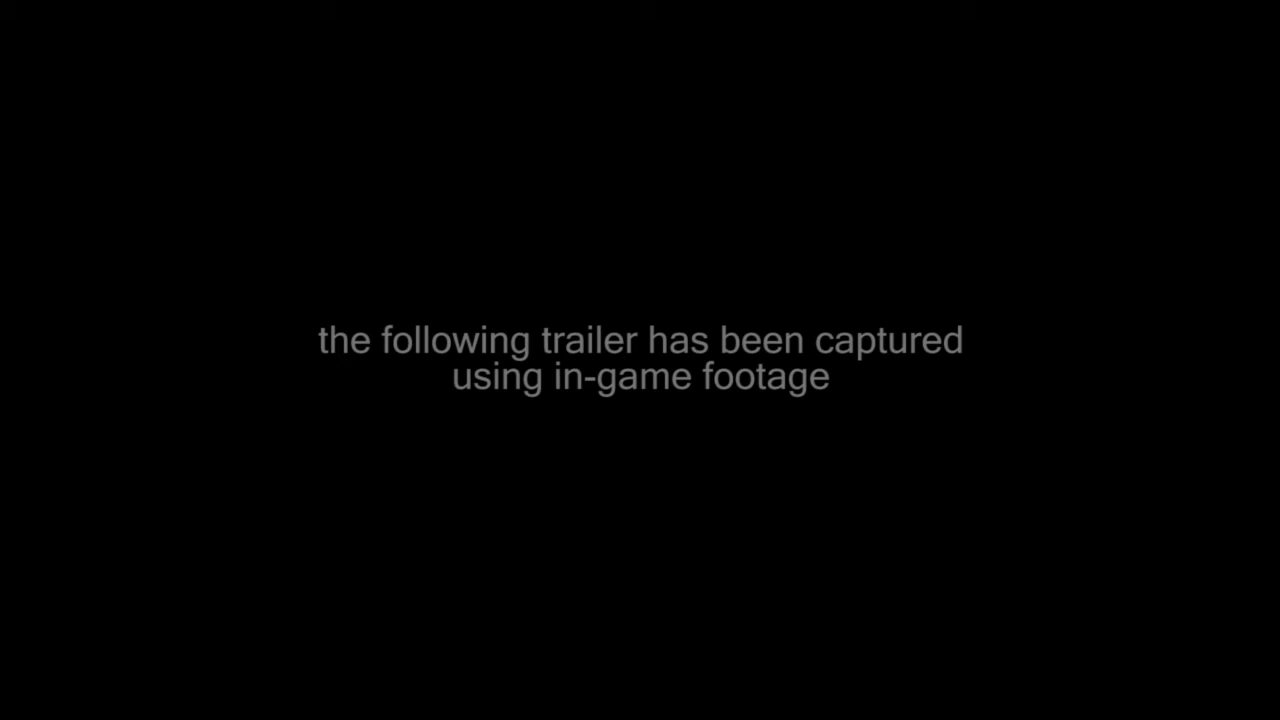 the following trailer has been captured
using in-game footage